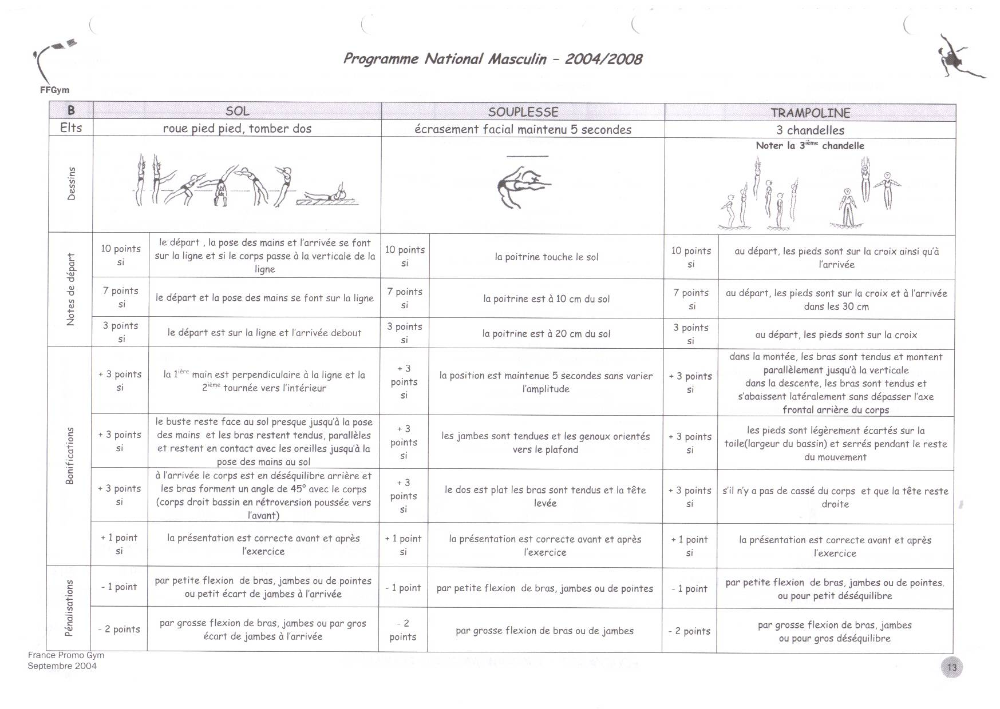 Programme National Masculin – 2004/2008
FFGym
B
SOL
SOUPLESSE
TRAMPOLINE
Elts
roue pied pied, tomber dos
écrasement facial maintenu 5 secondes
3 chandelles
Dessins
Noter la 3ième chandelle
Notes de départ
10 points
si
le départ , la pose des mains et l'arrivée se font
sur la ligne et si le corps passe à la verticale de la
ligne
10 points
si
la poitrine touche le sol
10 points
si
au départ, les pieds sont sur la croix ainsi qu'à
l'arrivée
7 points
si
le départ et la pose des mains se font sur la ligne
7 points
si
la poitrine est à 10 cm du sol
7 points
si
au départ, les pieds sont sur la croix et à l'arrivée
dans les 30 cm
3 points
si
le départ est sur la ligne et l'arrivée debout
3 points
si
la poitrine est à 20 cm du sol
3 points
si
au départ, les pieds sont sur la croix
Bonifications
+ 3 points
si
la 1ière main est perpendiculaire à la ligne et la
2ième tournée vers l'intérieur
+ 3
points
si
la position est maintenue 5 secondes sans varier
l'amplitude
+ 3 points
si
dans la montée, les bras sont tendus et montent
parallèlement jusqu'à la verticale
dans la descente, les bras sont tendus et
s'abaissent latéralement sans dépasser l'axe
frontal arrière du corps
+ 3 points
si
le buste reste face au sol presque jusqu'à la pose
des mains et les bras restent tendus, parallèles
et restent en contact avec les oreilles jusqu'à la
pose des mains au sol
+ 3
points
si
les jambes sont tendues et les genoux orientés
vers le plafond
+ 3 points
si
les pieds sont légèrement écartés sur la
toile(largeur du bassin) et serrés pendant le reste
du mouvement
+ 3 points
si
à l'arrivée le corps est en déséquilibre arrière et
les bras forment un angle de 45° avec le corps
(corps droit bassin en rétroversion poussée vers
l'avant)
+ 3
points
si
le dos est plat les bras sont tendus et la tête
levée
+ 3 points
si
s'il n'y a pas de cassé du corps et que la tête reste
droite
+ 1 point
si
la présentation est correcte avant et après
l'exercice
+ 1 point
si
la présentation est correcte avant et après
l'exercice
+ 1 point
si
la présentation est correcte avant et après
l'exercice
Pénalisations
- 1 point
par petite flexion de bras, jambes ou de pointes
ou petit écart de jambes à l'arrivée
- 1 point
par petite flexion de bras, jambes ou de pointes
- 1 point
par petite flexion de bras, jambes ou de pointes.
ou pour petit déséquilibre
- 2 points
par grosse flexion de bras, jambes ou par gros
écart de jambes à l'arrivée
- 2
points
par grosse flexion de bras ou de jambes
- 2 points
par grosse flexion de bras, jambes
ou pour gros déséquilibre
France Promo Gym
Septembre 2004
13